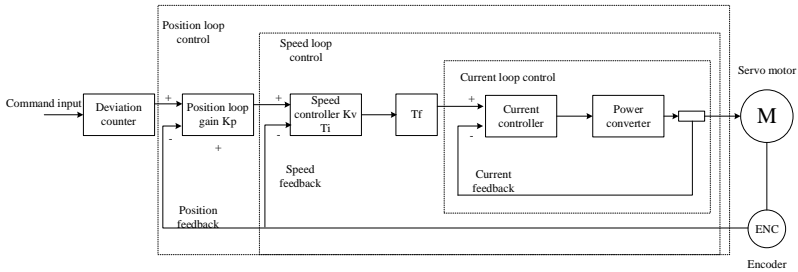 Position loop
control
Speed loop
control
Current loop control
Servo motor
Command input
Deviation
counter
+
-
Position loop
gain Kp
+
+
-
Speed
controller Kv
Ti
Tf
+
-
Current
controller
Power
converter
M
Speed
feedback
Current
feedback
Position
feedback
ENC
Encoder